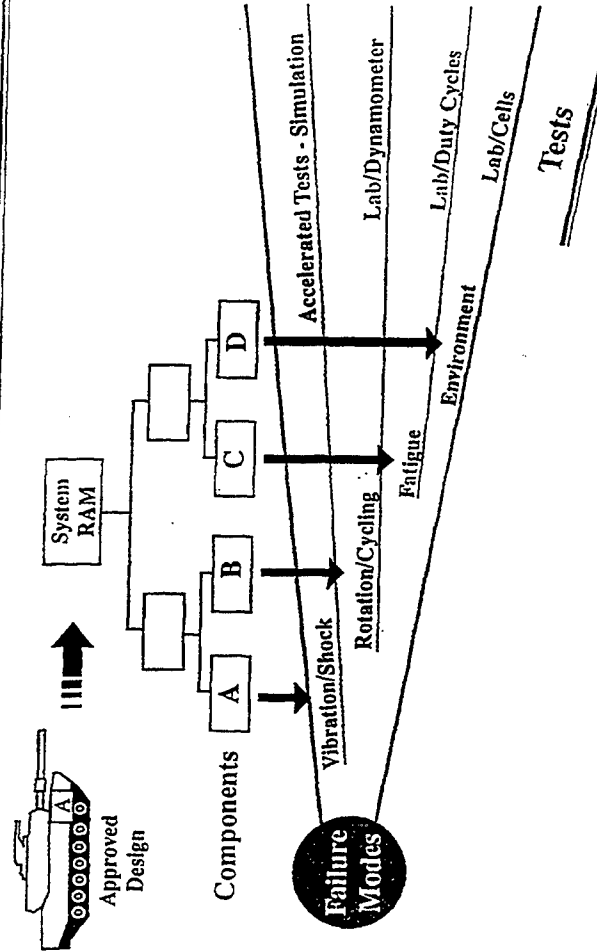 A
Approved
Design
System
RAM
Components
A
B
C
D
Failure
Modes
Vibration/Shock
Accelerated Tests - Simulation
Rotation/Cycling
Lab/Dynamometer
Fatigue
Lab/Duty Cycles
Environment
Lab/Cells
Tests